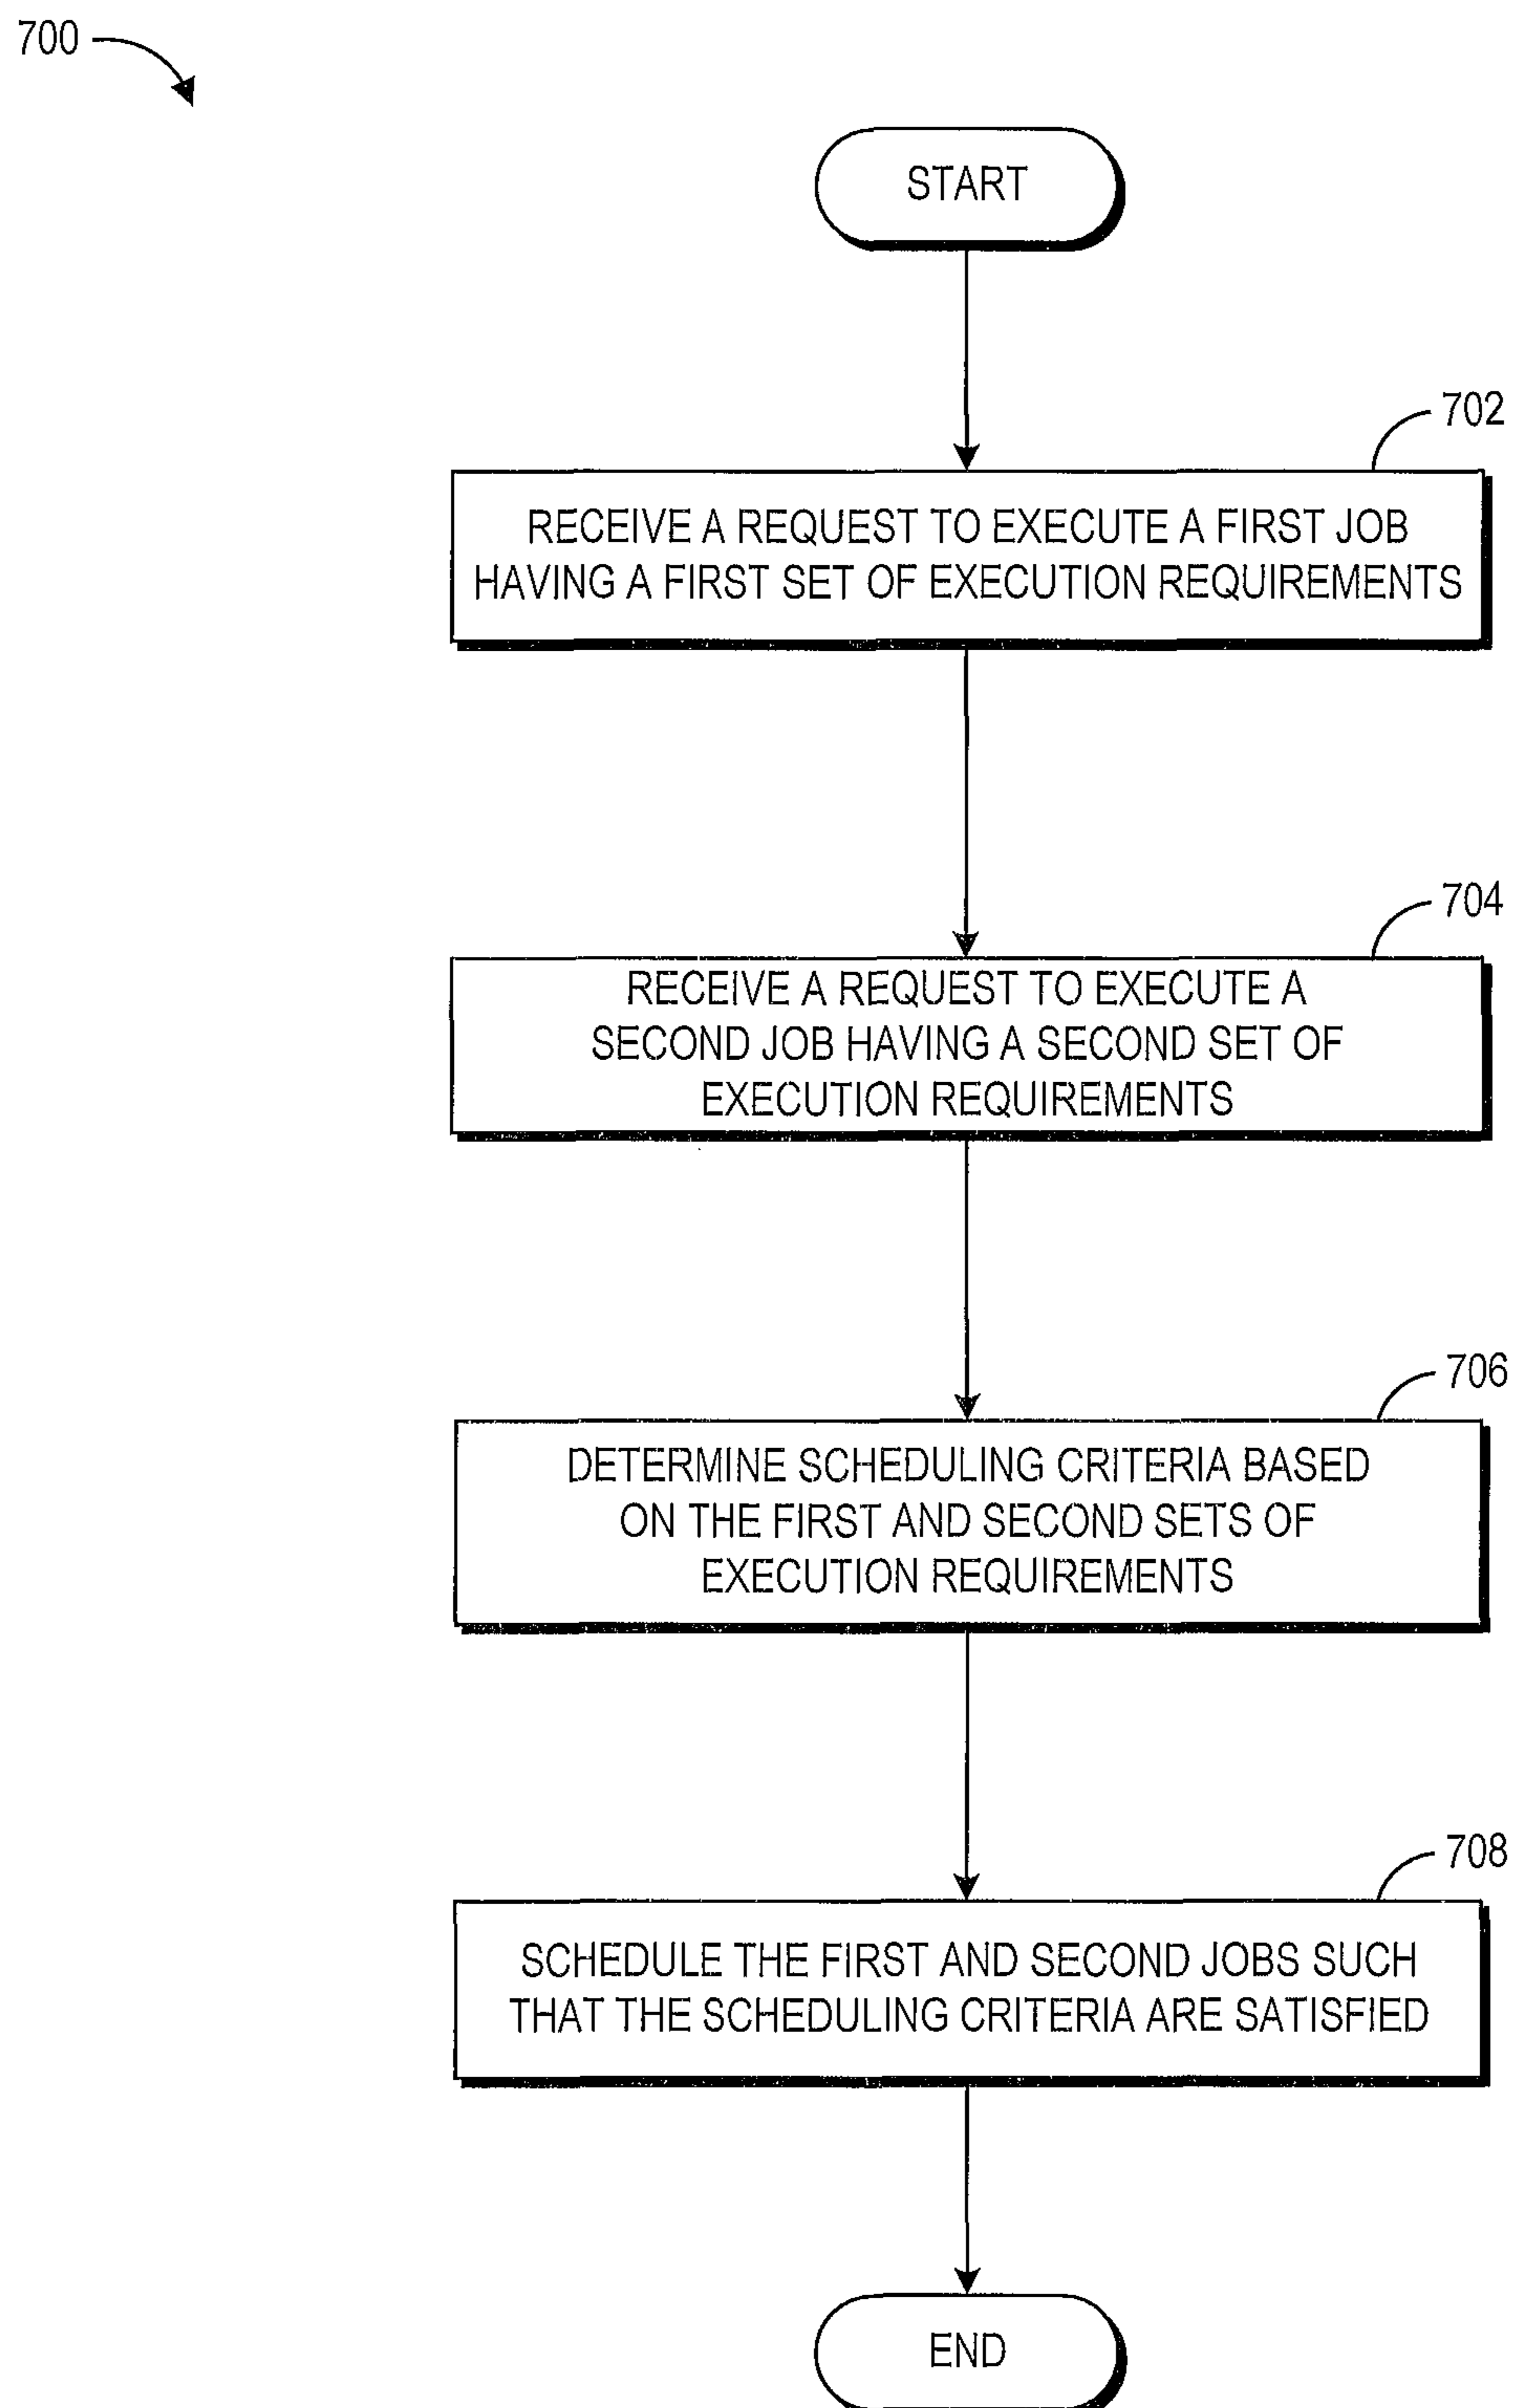 700
START
702
RECEIVE A REQUEST TO EXECUTE A FIRST JOB
HAVING A FIRST SET OF EXECUTION REQUIREMENTS
704
RECEIVE A REQUEST TO EXECUTE A
SECOND JOB HAVING A SECOND SET OF
EXECUTION REQUIREMENTS
706
DETERMINE SCHEDULING CRITERIA BASED
ON THE FIRST AND SECOND SETS OF
EXECUTION REQUIREMENTS
708
SCHEDULE THE FIRST AND SECOND JOBS SUCH
THAT THE SCHEDULING CRITERIA ARE SATISFIED
END